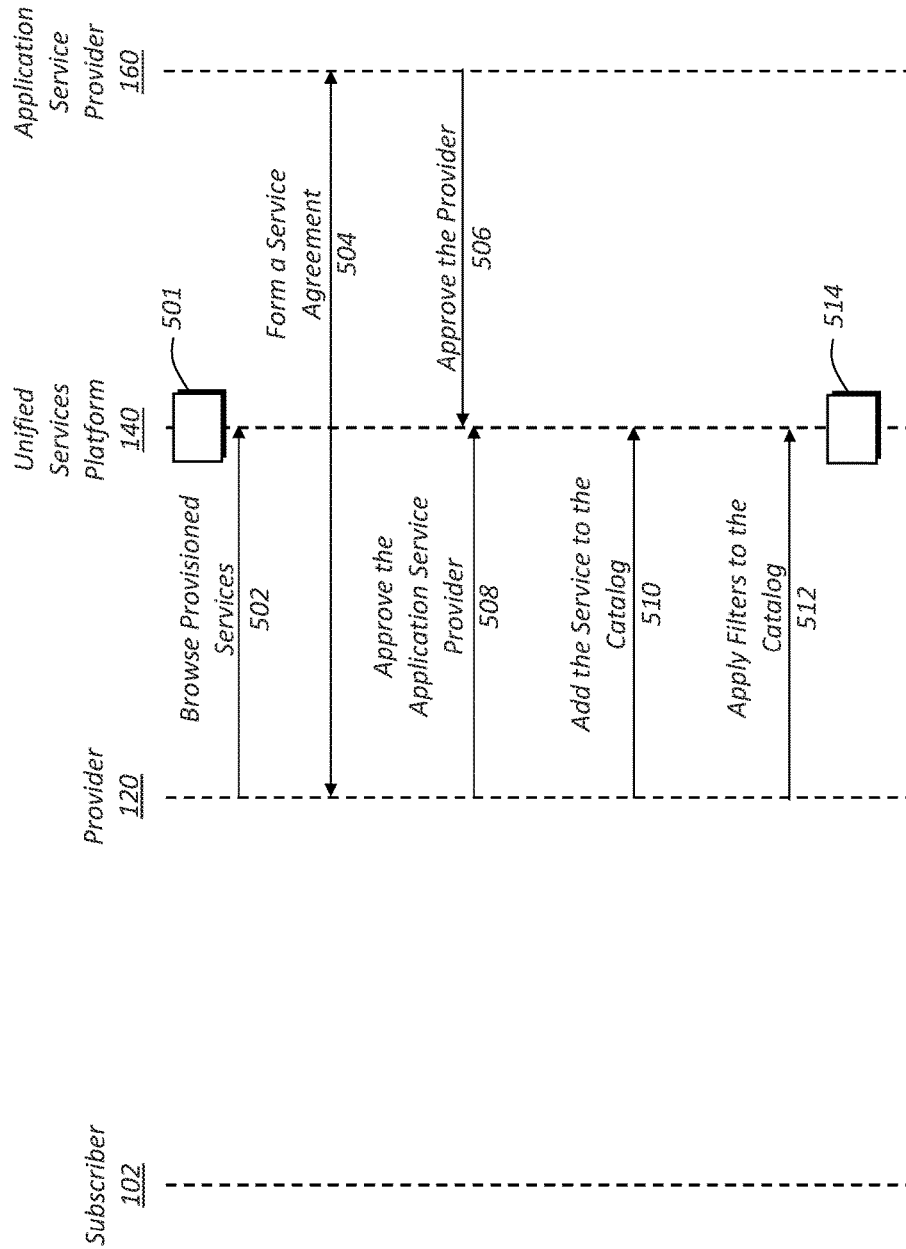 Subscriber
102
Provider
120
Unified
Services
Platform
140
Application
Service
Provider
160
501
Browse Provisioned
Services
502
Form a Service
Agreement
504
Approve the Provider
506
Approve the
Application Service
Provider
508
Add the Service to the
Catalog
510
Apply Filters to the
Catalog
512
514